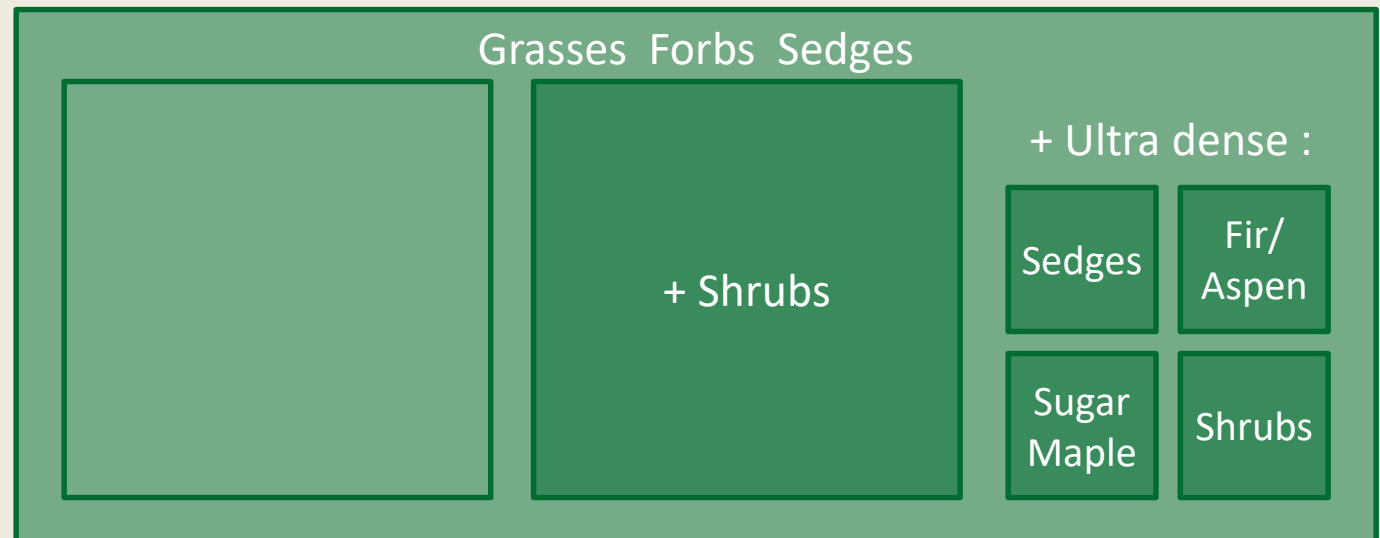 Grasses Forbs Sedges
+ Shrubs
+ Ultra dense :
Sedges
Fir/
Aspen
Sugar
Maple
Shrubs